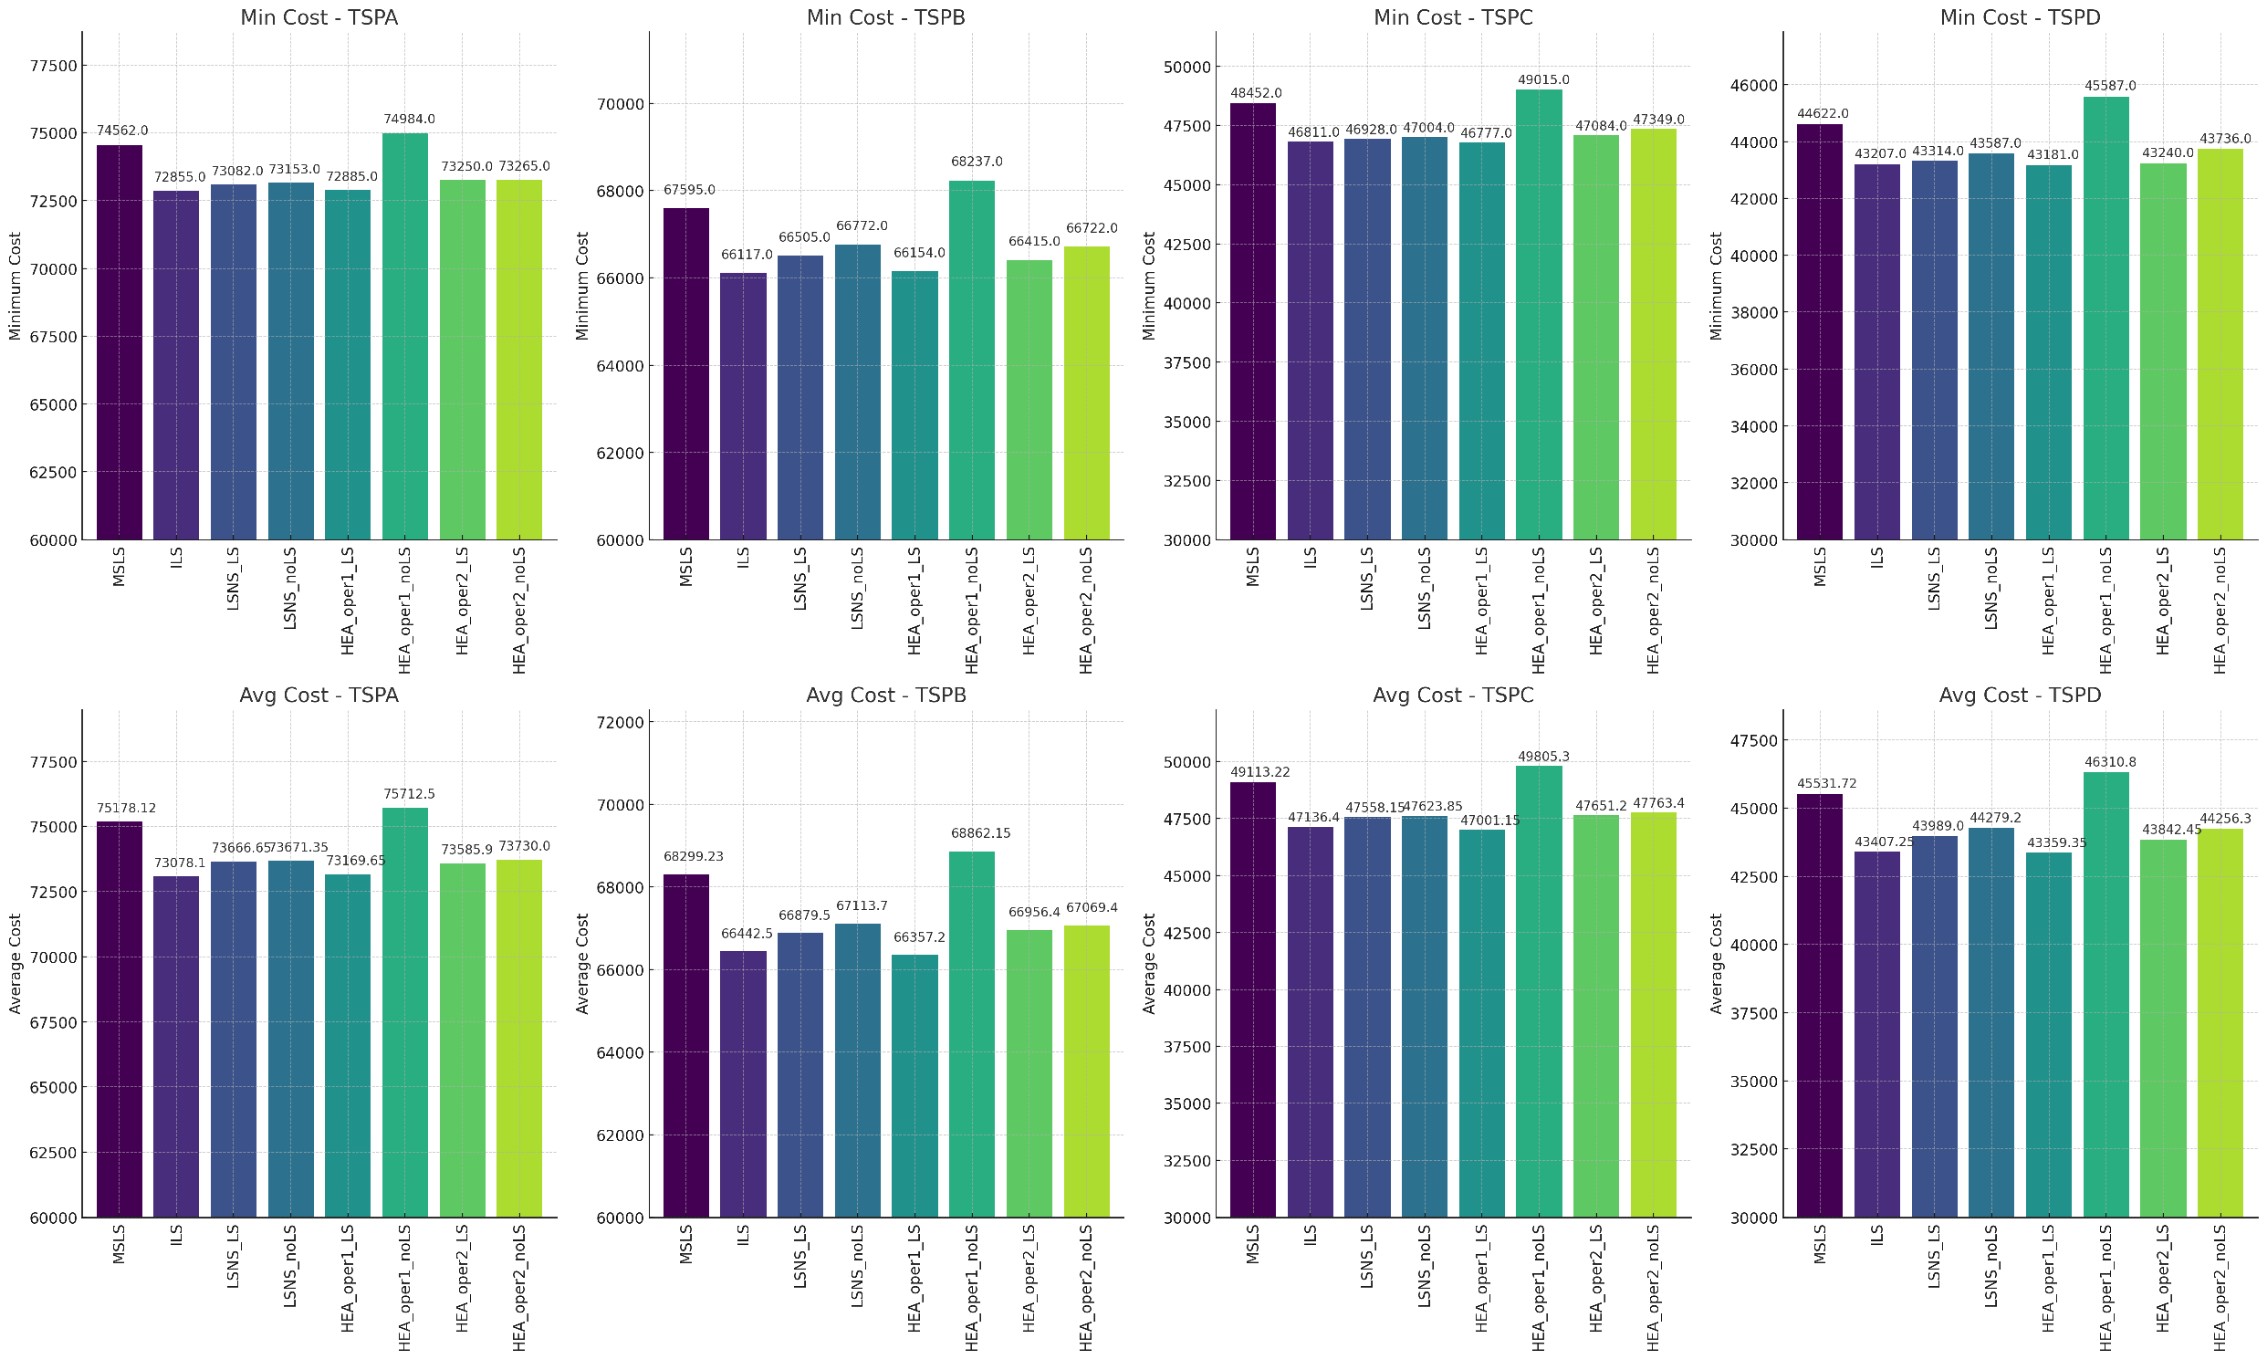 Min Cost - TSPA
77500
75000
72500
70000
67500
65000
62500
60000
Minimum Cost
74562.0
72855.0
73082.0
73153.0
72885.0
74984.0
73250.0
73265.0
MSLS
ILS
LSNS_LS
LSNS_noLS
HEA_oper1_LS
HEA_oper1_noLS
HEA_oper2_LS
HEA_oper2_noLS
Min Cost - TSPB
70000
68000
66000
64000
62000
60000
Minimum Cost
67595.0
66117.0
66505.0
66772.0
66154.0
68237.0
66415.0
66722.0
MSLS
ILS
LSNS_LS
LSNS_noLS
HEA_oper1_LS
HEA_oper1_noLS
HEA_oper2_LS
HEA_oper2_noLS
Min Cost - TSPC
50000
47500
45000
42500
40000
37500
35000
32500
30000
Minimum Cost
48452.0
46811.0
46928.0
47004.0
46777.0
49015.0
47084.0
47349.0
MSLS
ILS
LSNS_LS
LSNS_noLS
HEA_oper1_LS
HEA_oper1_noLS
HEA_oper2_LS
HEA_oper2_noLS
Min Cost - TSPD
46000
44000
42000
40000
38000
36000
34000
32000
30000
Minimum Cost
44622.0
43207.0
43314.0
43587.0
43181.0
45587.0
43240.0
43736.0
MSLS
ILS
LSNS_LS
LSNS_noLS
HEA_oper1_LS
HEA_oper1_noLS
HEA_oper2_LS
HEA_oper2_noLS
Avg Cost - TSPA
77500
75000
72500
70000
67500
65000
62500
60000
Average Cost
75178.12
73078.1
73666.65
73671.35
73169.65
75712.5
73585.9
73730.0
MSLS
ILS
LSNS_LS
LSNS_noLS
HEA_oper1_LS
HEA_oper1_noLS
HEA_oper2_LS
HEA_oper2_noLS
Avg Cost - TSPB
72000
70000
68000
66000
64000
62000
60000
Average Cost
68299.23
66442.5
66879.5
67113.7
66357.2
68862.15
66956.4
67069.4
MSLS
ILS
LSNS_LS
LSNS_noLS
HEA_oper1_LS
HEA_oper1_noLS
HEA_oper2_LS
HEA_oper2_noLS
Avg Cost - TSPC
50000
47500
45000
42500
40000
37500
35000
32500
30000
Average Cost
49113.22
47136.4
47558.15
47623.85
47001.15
49805.3
47651.2
47763.4
MSLS
ILS
LSNS_LS
LSNS_noLS
HEA_oper1_LS
HEA_oper1_noLS
HEA_oper2_LS
HEA_oper2_noLS
Avg Cost - TSPD
47500
45000
42500
40000
37500
35000
32500
30000
Average Cost
45531.72
43407.25
43989.0
44279.2
43359.35
46310.8
43842.45
44256.3
MSLS
ILS
LSNS_LS
LSNS_noLS
HEA_oper1_LS
HEA_oper1_noLS
HEA_oper2_LS
HEA_oper2_noLS